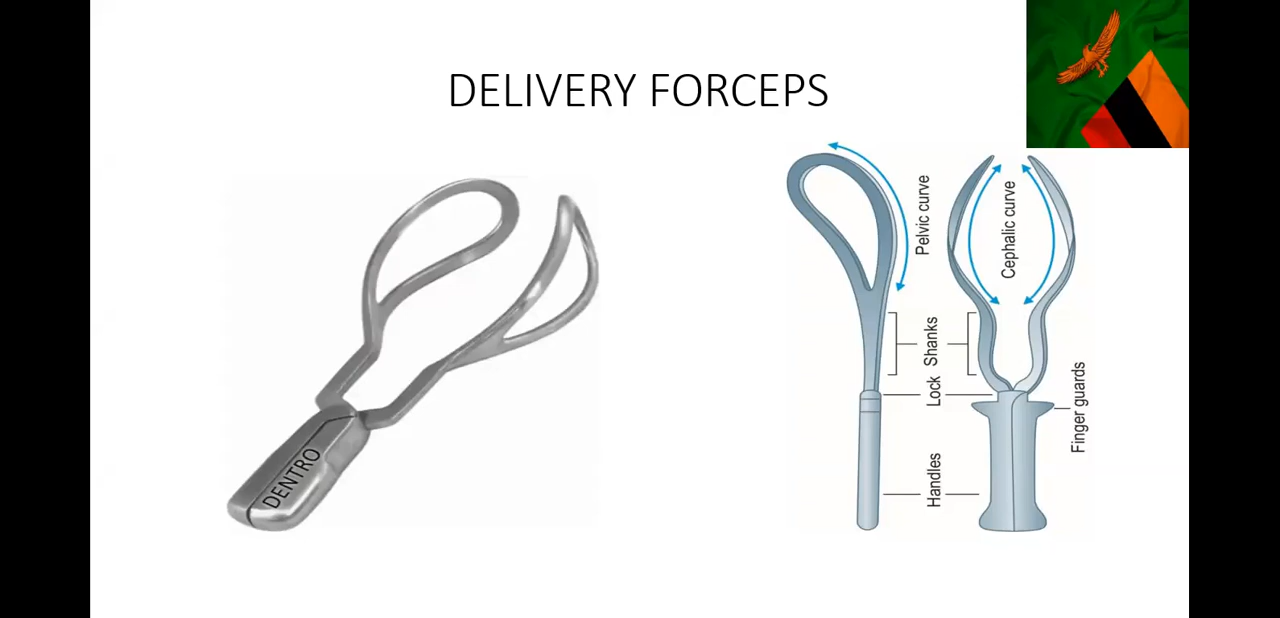 DELIVERY FORCEPS
DENTRO
Pelvic curve
Cephalic curve
Shanks
Lock
Finger guards
Handles